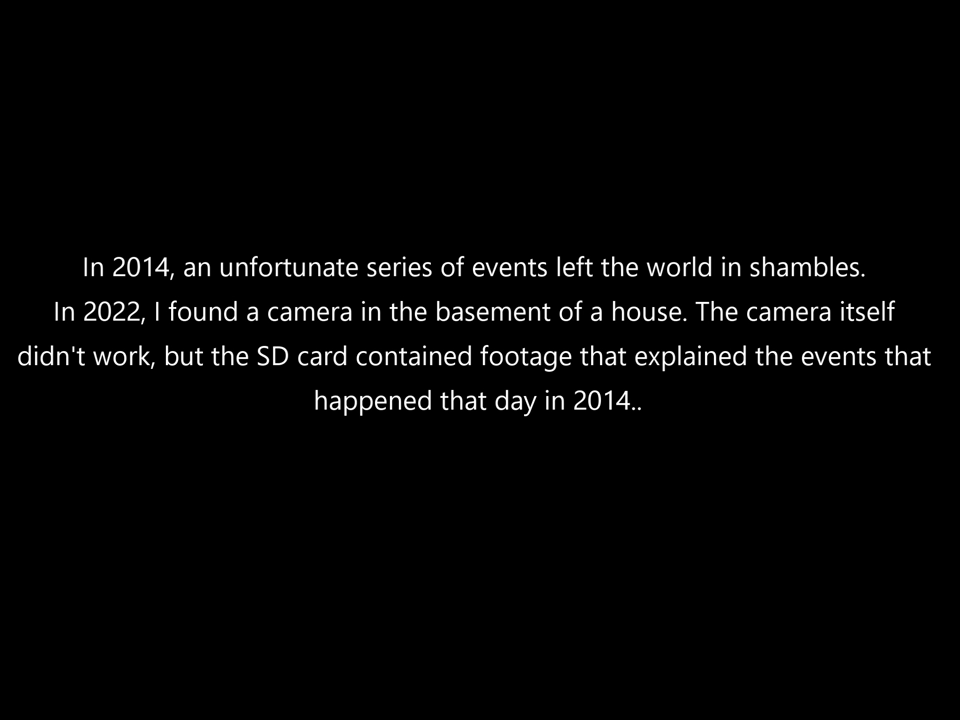 In 2014, an unfortunate series of events left the world in shambles.
In 2022, I found a camera in the basement of a house. The camera itself
didn't work, but the SD card contained footage that explained the events that
happened that day in 2014..